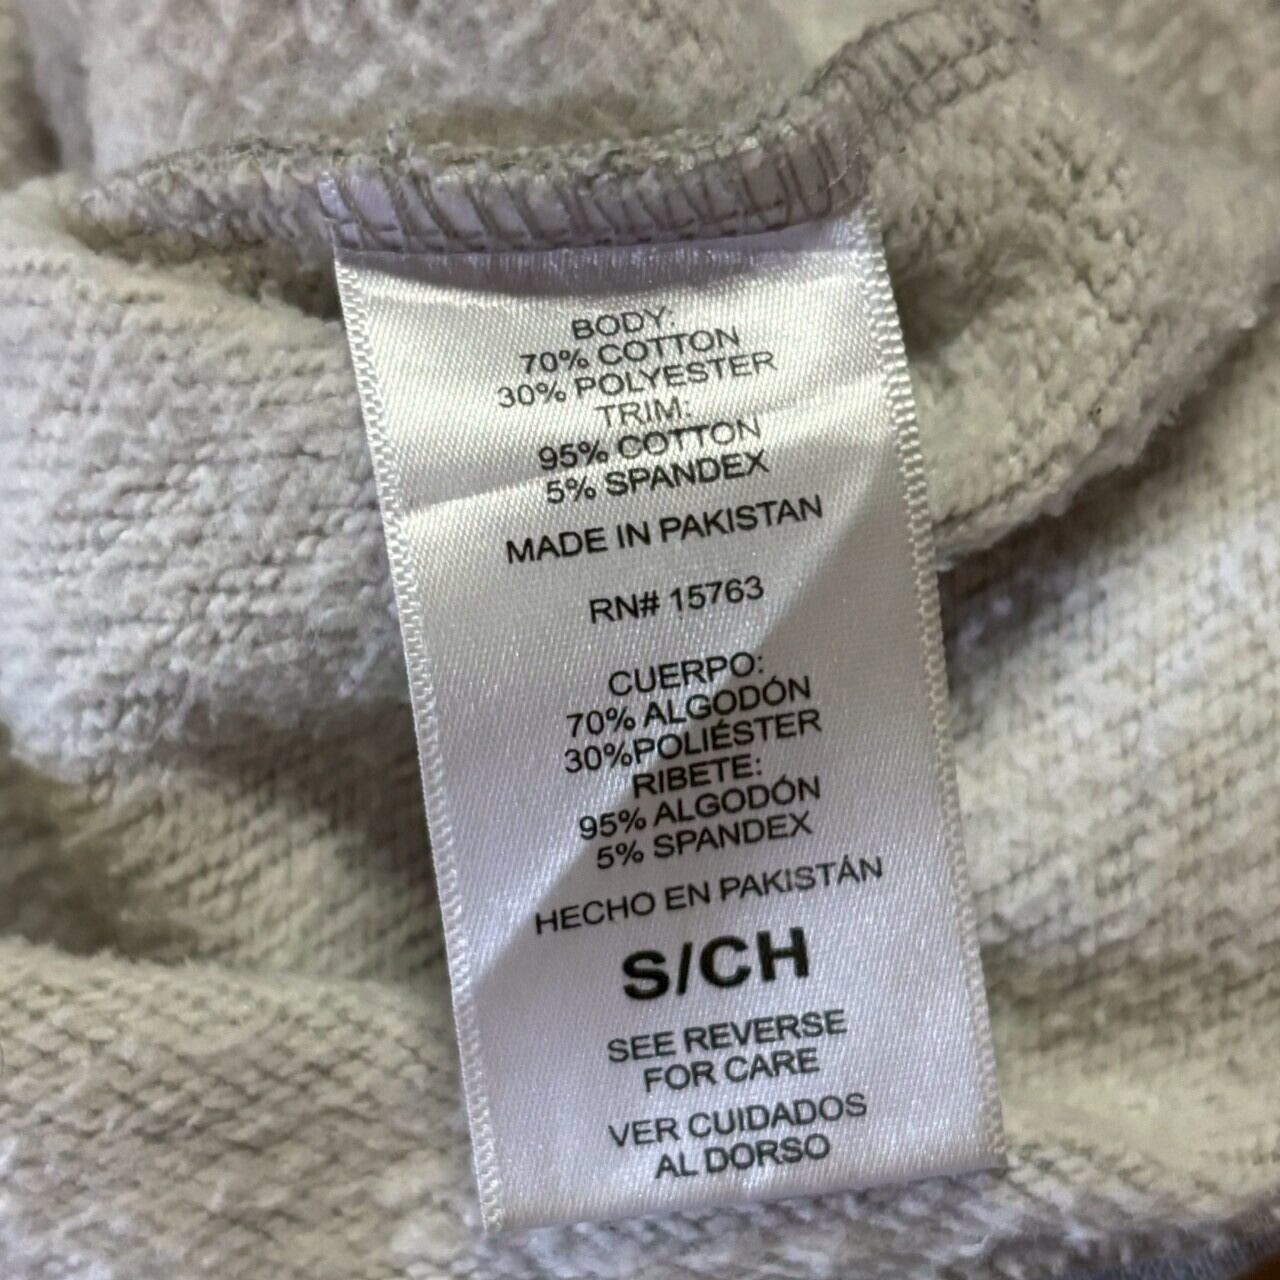 BODY:
70% COTTON
30% POLYESTER
TRIM:
95% COTTON
5% SPANDEX
MADE IN PAKISTAN
RN# 15763
CUERPO:
70% ALGODÓN
30%POLIÉSTER
RIBETE:
95% ALGODÓN
5% SPANDEX
HECHO EN PAKISTÁN
S/CH
SEE REVERSE
FOR CARE
VER CUIDADOS
AL DORSO